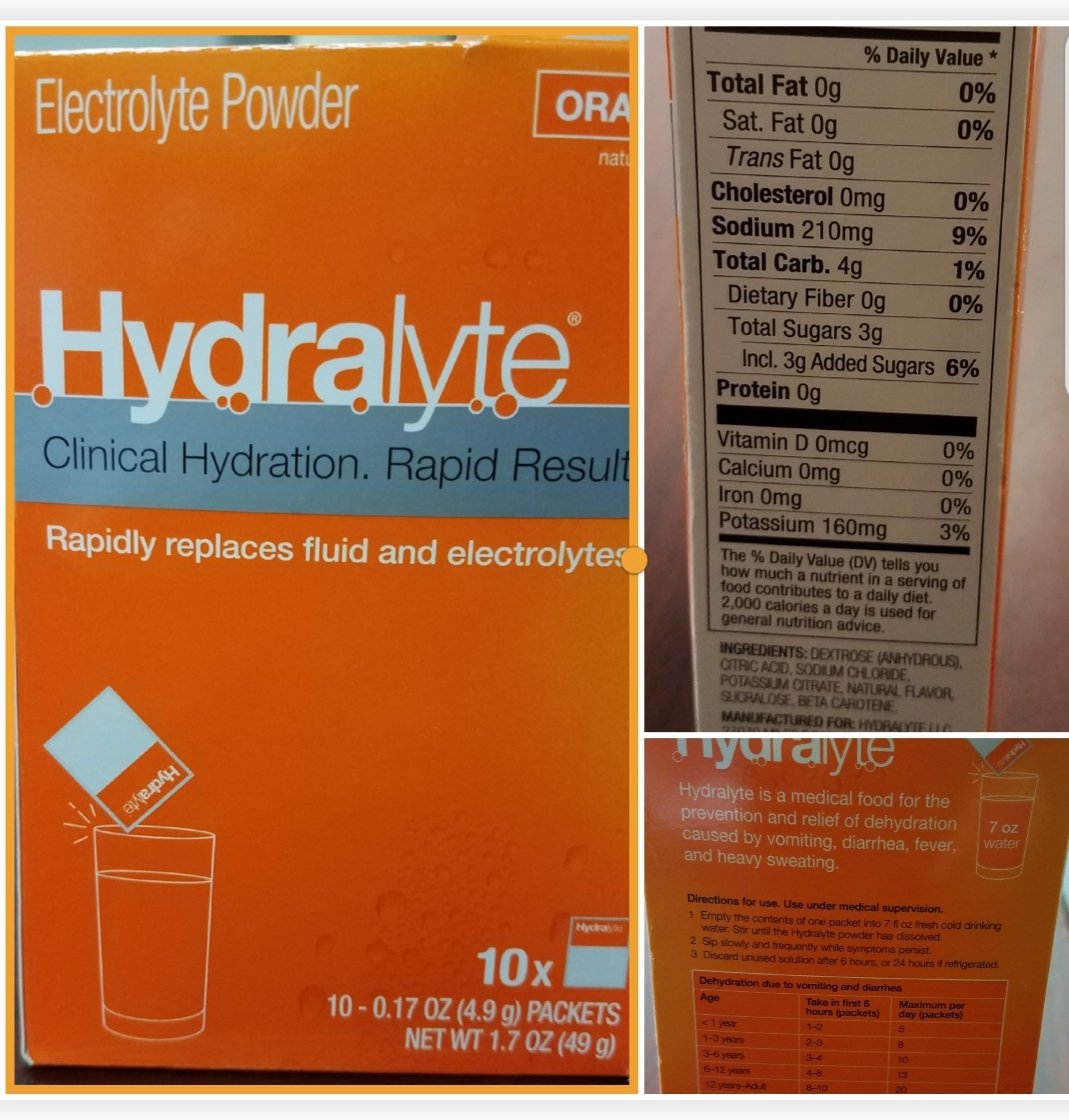 Electrolyte Powder
ORA
natu
Hydralyte®
Clinical Hydration. Rapid Result
Rapidly replaces fluid and electrolytes
Hydralyte
Hydralyte
10x
10 - 0.17 OZ (4.9 g) PACKETS
NET WT 1.7 OZ (49 g)
% Daily Value *
Total Fat 0g 0%
Sat. Fat 0g 0%
Trans Fat 0g
Cholesterol 0mg 0%
Sodium 210mg 9%
Total Carb. 4g 1%
Dietary Fiber 0g 0%
Total Sugars 3g
Incl. 3g Added Sugars 6%
Protein 0g
Vitamin D 0mcg 0%
Calcium 0mg 0%
Iron 0mg 0%
Potassium 160mg 3%
The % Daily Value (DV) tells you
how much a nutrient in a serving of
food contributes to a daily diet.
2,000 calories a day is used for
general nutrition advice.
INGREDIENTS: DEXTROSE (ANHYDROUS),
CITRIC ACID, SODIUM CHLORIDE,
POTASSIUM CITRATE, NATURAL FLAVOR,
SUCRALOSE, BETA CAROTENE.
MANUFACTURED FOR: HYDRALYTE LLC
Hydralyte
Hydralyte
Hydralyte is a medical food for the
prevention and relief of dehydration
caused by vomiting, diarrhea, fever,
and heavy sweating.
7 oz
water
Directions for use. Use under medical supervision.
1 Empty the contents of one packet into 7 fl oz fresh cold drinking
water. Stir until the Hydralyte powder has dissolved.
2 Sip slowly and frequently while symptoms persist.
3 Discard unused solution after 6 hours, or 24 hours if refrigerated.
Dehydration due to vomiting and diarrhea
Age Take in first 6 hours (packets) Maximum per day (packets)
<1 year 1–2 5
1–3 years 2–3 8
3–6 years 3–4 10
6–12 years 4–8 13
12 years–Adult 8–10 20